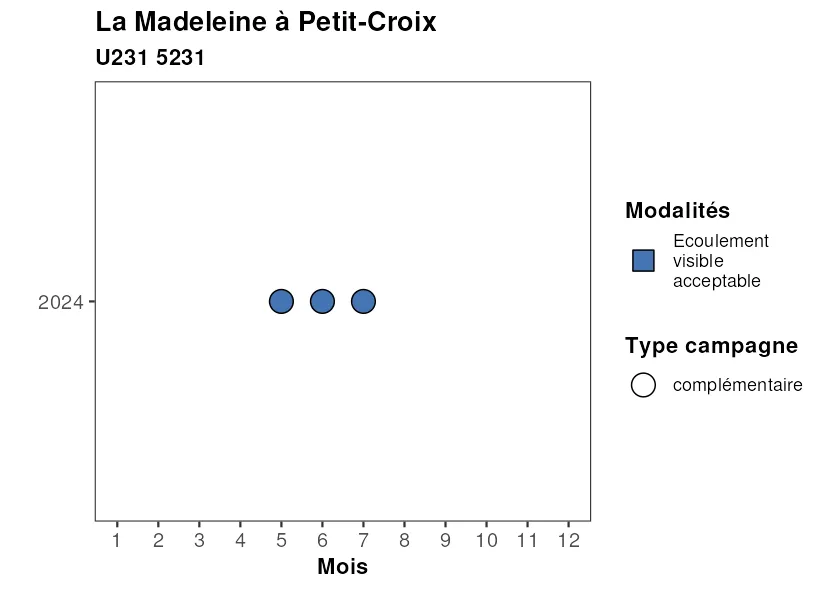 La Madeleine à Petit-Croix
U231 5231
2024
1 2 3 4 5 6 7 8 9 10 11 12
Mois
Modalités
Ecoulement
visible
acceptable
Type campagne
complémentaire